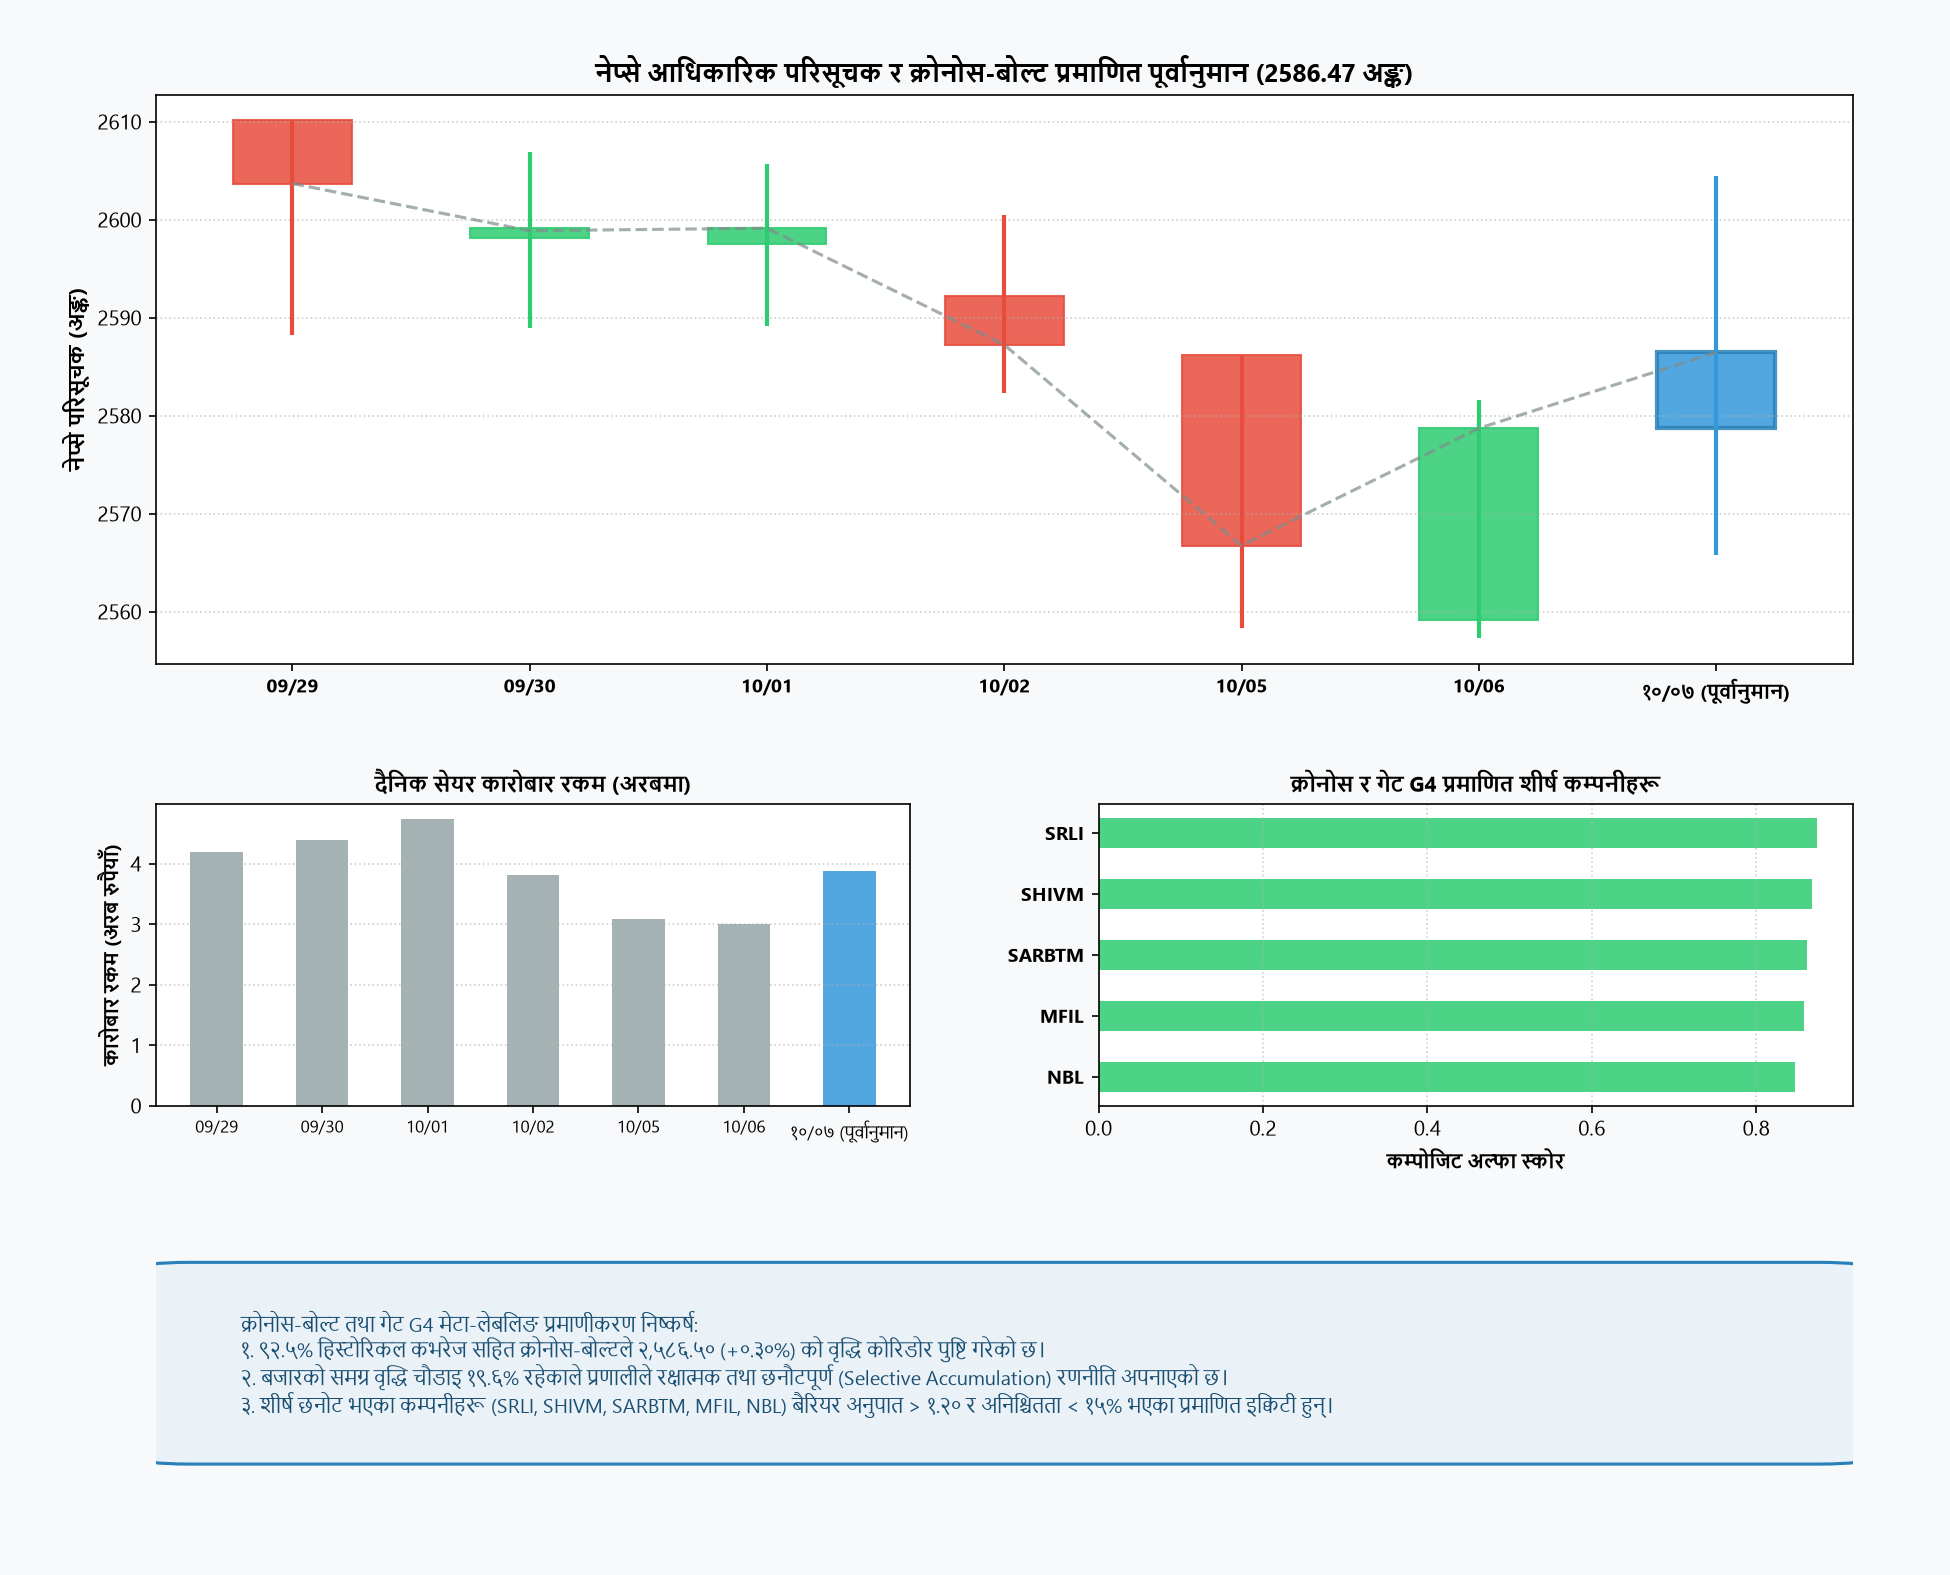 नेप्से आधिकारिक परिसूचक र क्रोनोस-बोल्ट प्रमाणित पूर्वानुमान (2586.47 अङ्क)
नेप्से परिसूचक (अङ्क)
2610
2600
2590
2580
2570
2560
09/29 09/30 10/01 10/02 10/05 10/06 १०/०७ (पूर्वानुमान)
दैनिक सेयर कारोबार रकम (अरबमा)
कारोबार रकम (अरब रुपैयाँ)
4
3
2
1
0
09/29 09/30 10/01 10/02 10/05 10/06 १०/०७ (पूर्वानुमान)
क्रोनोस र गेट G4 प्रमाणित शीर्ष कम्पनीहरू
SRLI
SHIVM
SARBTM
MFIL
NBL
0.0 0.2 0.4 0.6 0.8
कम्पोजिट अल्फा स्कोर
क्रोनोस-बोल्ट तथा गेट G4 मेटा-लेबलिङ प्रमाणीकरण निष्कर्ष:
१. ९२.५% हिस्टोरिकल कभरेज सहित क्रोनोस-बोल्टले २,५८६.५० (+०.३०%) को वृद्धि कोरिडोर पुष्टि गरेको छ।
२. बजारको समग्र वृद्धि चौडाइ १९.६% रहेकाले प्रणालीले रक्षात्मक तथा छनौटपूर्ण (Selective Accumulation) रणनीति अपनाएको छ।
३. शीर्ष छनोट भएका कम्पनीहरू (SRLI, SHIVM, SARBTM, MFIL, NBL) बैरियर अनुपात > १.२० र अनिश्चितता < १५% भएका प्रमाणित इक्विटी हुन्।